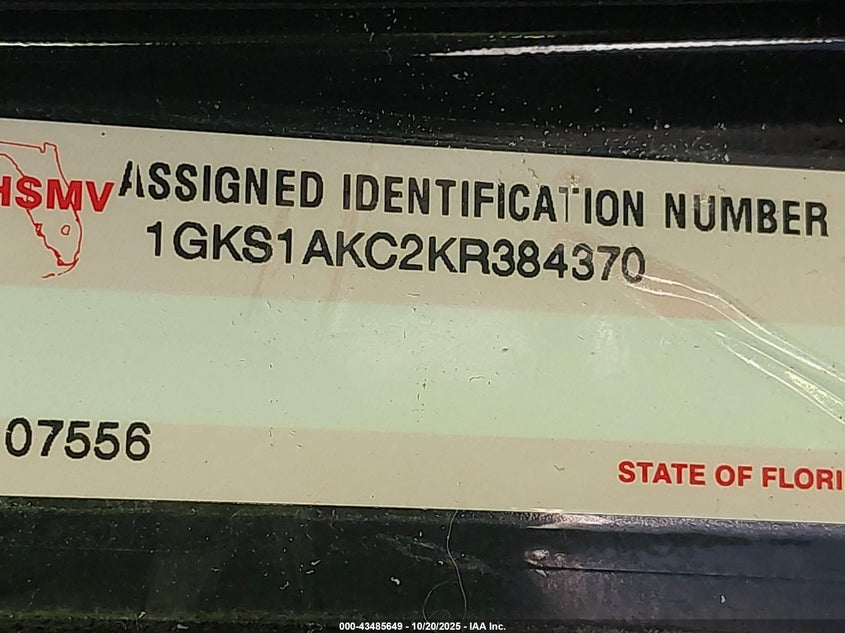 HSMV
ASSIGNED IDENTIFICATION NUMBER
1GKS1AKC2KR384370
07556
STATE OF FLORI
000-43485649 - 10/20/2025 - IAA Inc.